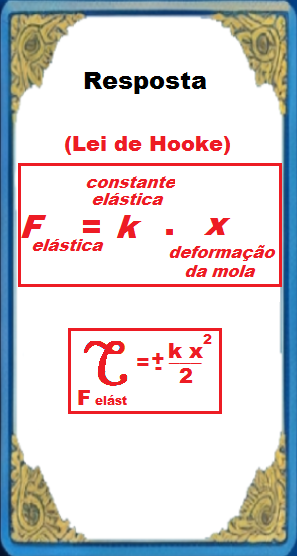 Resposta
(Lei de Hooke)
constante
elástica
F elástica = k . x
deformação
da mola
τ F elást = ± k x² / 2